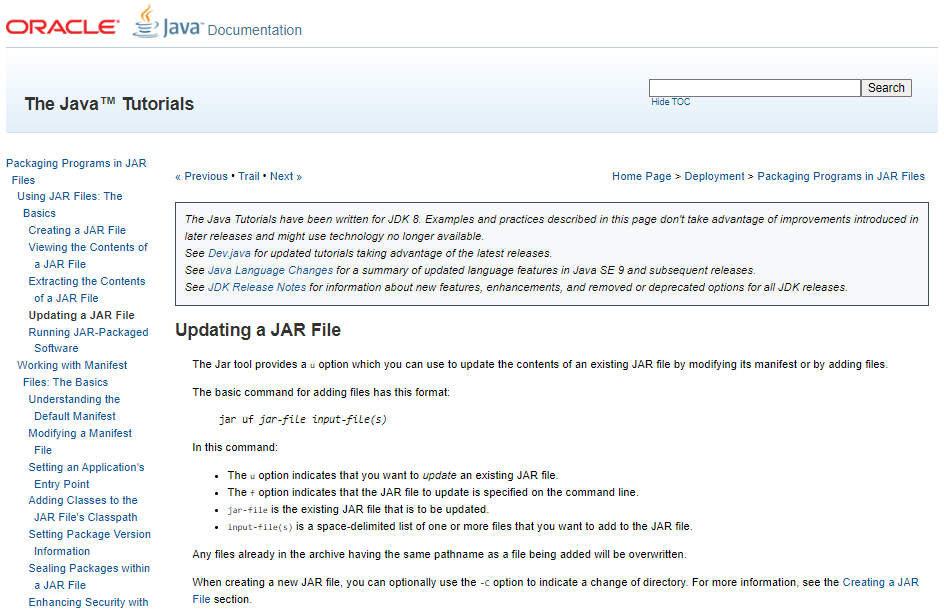 ORACLE® Java™ Documentation
The Java™ Tutorials
Search
Hide TOC
Packaging Programs in JAR
Files
Using JAR Files: The
Basics
Creating a JAR File
Viewing the Contents of
a JAR File
Extracting the Contents
of a JAR File
Updating a JAR File
Running JAR-Packaged
Software
Working with Manifest
Files: The Basics
Understanding the
Default Manifest
Modifying a Manifest
File
Setting an Application's
Entry Point
Adding Classes to the
JAR File's Classpath
Setting Package Version
Information
Sealing Packages within
a JAR File
Enhancing Security with
« Previous • Trail • Next »
Home Page > Deployment > Packaging Programs in JAR Files
The Java Tutorials have been written for JDK 8. Examples and practices described in this page don't take advantage of improvements introduced in
later releases and might use technology no longer available.
See Dev.java for updated tutorials taking advantage of the latest releases.
See Java Language Changes for a summary of updated language features in Java SE 9 and subsequent releases.
See JDK Release Notes for information about new features, enhancements, and removed or deprecated options for all JDK releases.
Updating a JAR File
The Jar tool provides a u option which you can use to update the contents of an existing JAR file by modifying its manifest or by adding files.
The basic command for adding files has this format:
jar uf jar-file input-file(s)
In this command:
• The u option indicates that you want to update an existing JAR file.
• The f option indicates that the JAR file to update is specified on the command line.
• jar-file is the existing JAR file that is to be updated.
• input-file(s) is a space-delimited list of one or more files that you want to add to the JAR file.
Any files already in the archive having the same pathname as a file being added will be overwritten.
When creating a new JAR file, you can optionally use the -C option to indicate a change of directory. For more information, see the Creating a JAR
File section.